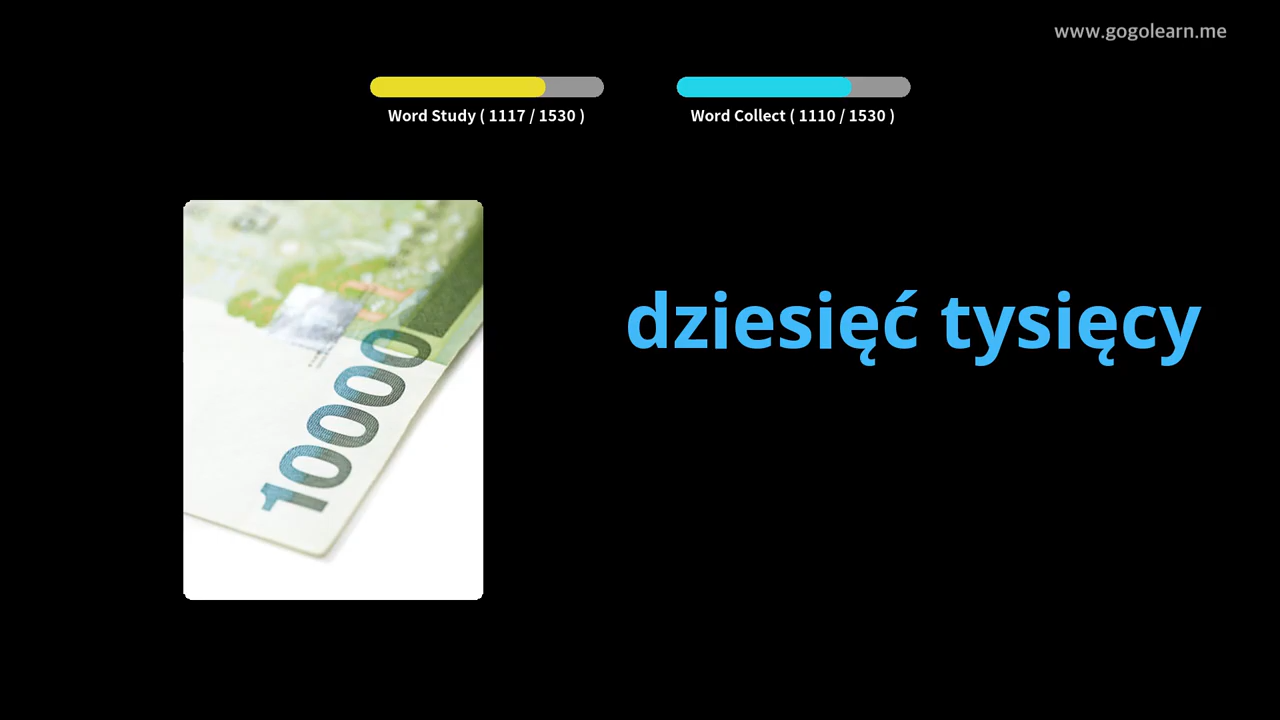 www.gogolearn.me
Word Study ( 1117 / 1530 )
Word Collect ( 1110 / 1530 )
10000
dziesięć tysięcy